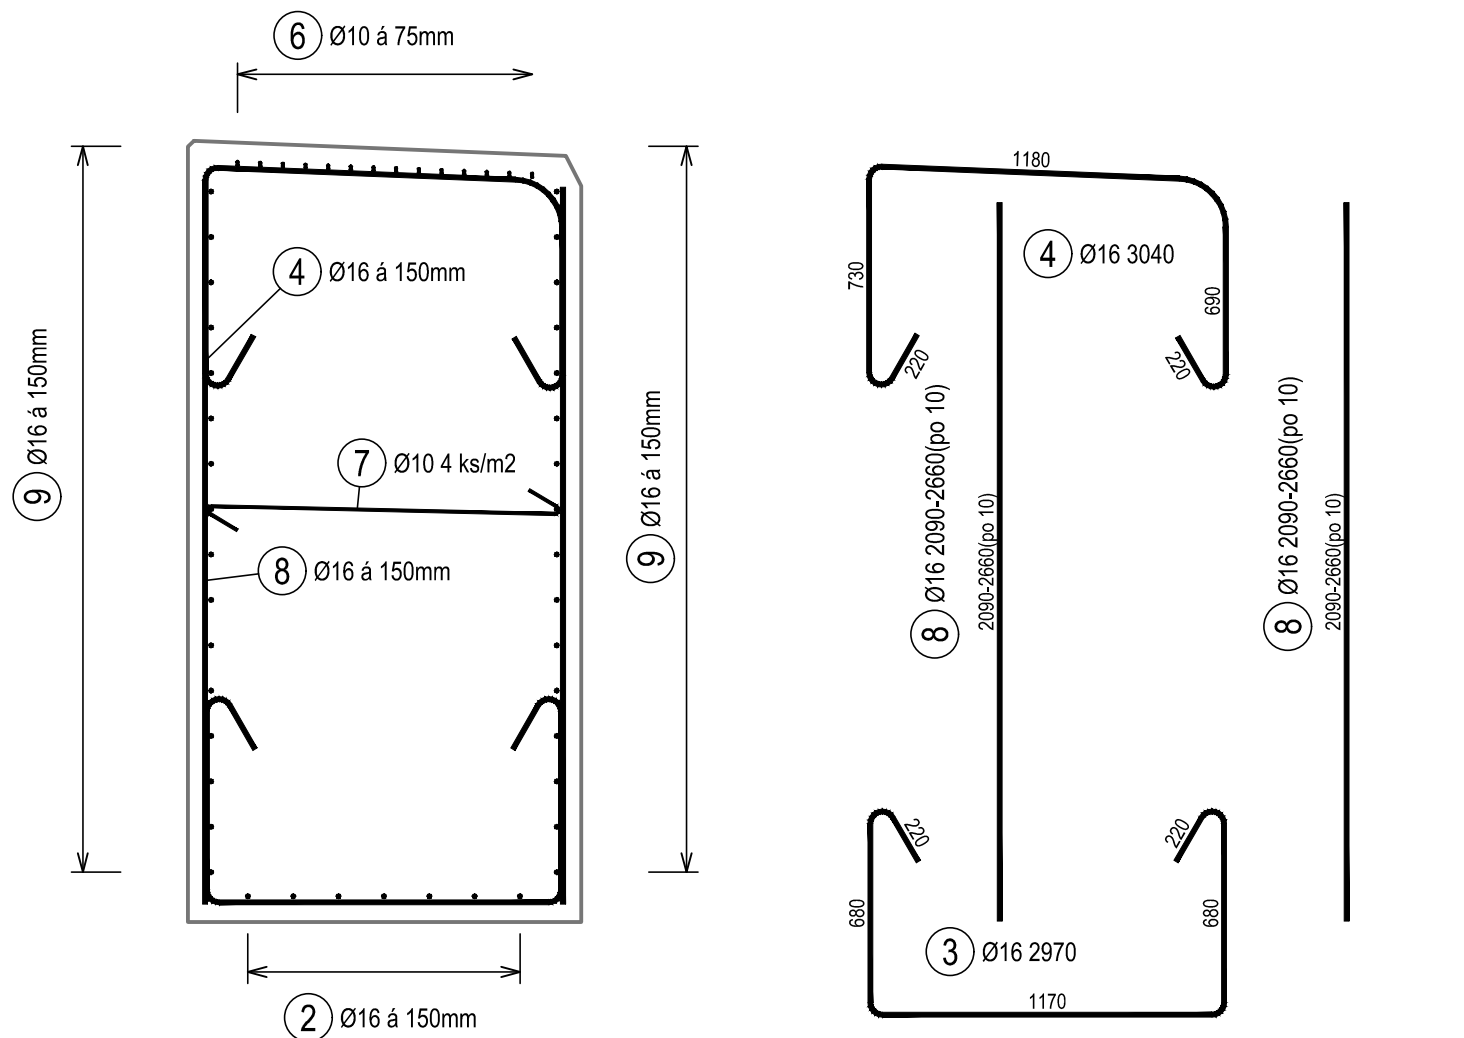 6 Ø10 á 75mm
4 Ø16 á 150mm
9 Ø16 á 150mm
7 Ø10 4 ks/m2
9 Ø16 á 150mm
8 Ø16 á 150mm
2 Ø16 á 150mm
1180
4 Ø16 3040
730
690
220
220
8 Ø16 2090-2660(po 10)
2090-2660(po 10)
8 Ø16 2090-2660(po 10)
2090-2660(po 10)
220
220
680
680
3 Ø16 2970
1170